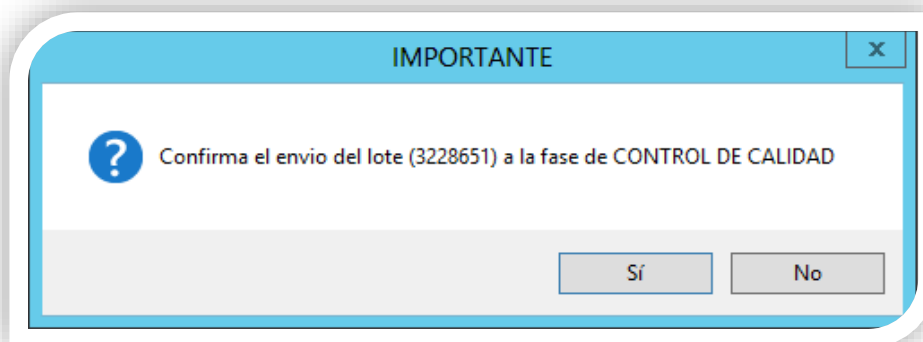 IMPORTANTE
x
?
Confirma el envio del lote (3228651) a la fase de CONTROL DE CALIDAD
Sí
No